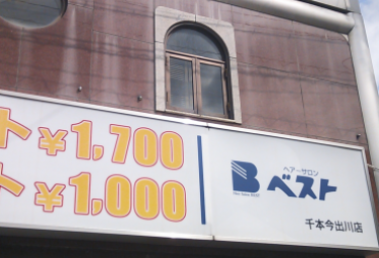 ト ¥1,700
ト ¥1,000
B
ヘアーサロン
ベスト
千本今出川店